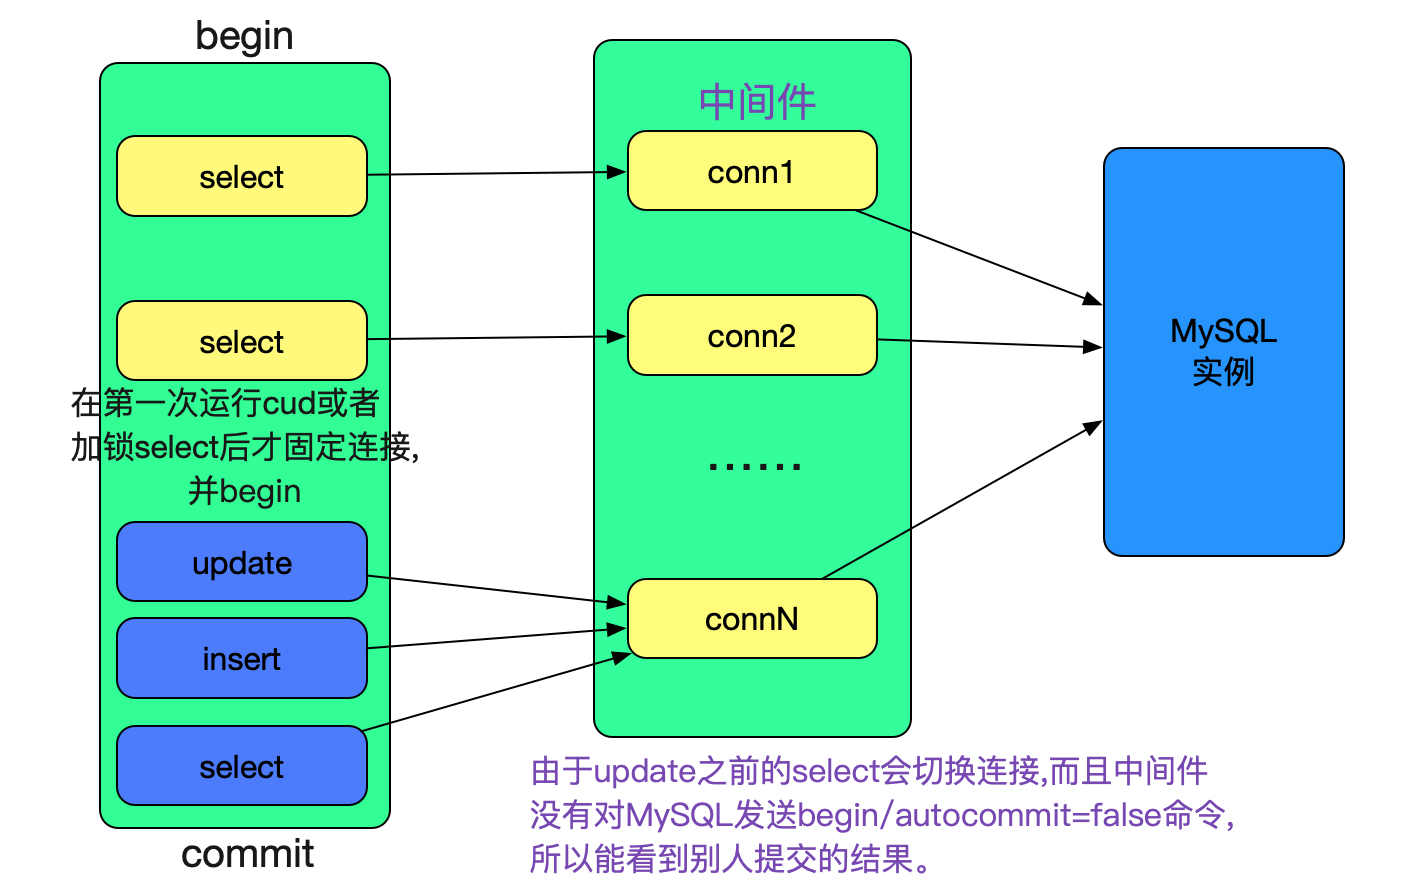 begin
select
select
在第一次运行cud或者
加锁select后才固定连接,
并begin
update
insert
select
commit
中间件
conn1
conn2
······
connN
MySQL
实例
由于update之前的select会切换连接,而且中间件
没有对MySQL发送begin/autocommit=false命令,
所以能看到别人提交的结果。